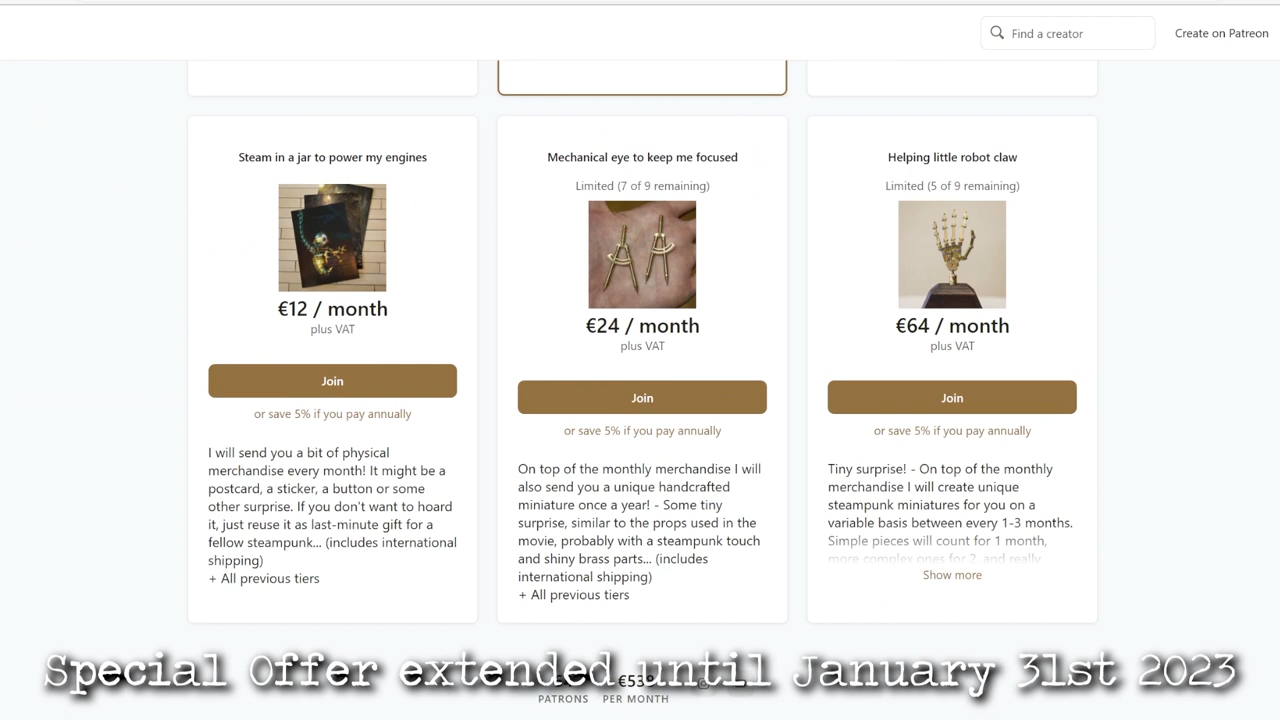 Find a creator
Create on Patreon
Steam in a jar to power my engines
€12 / month
plus VAT
Join
or save 5% if you pay annually
I will send you a bit of physical
merchandise every month! It might be a
postcard, a sticker, a button or some
other surprise. If you don't want to hoard
it, just reuse it as last-minute gift for a
fellow steampunk... (includes international
shipping)
+ All previous tiers
Mechanical eye to keep me focused
Limited (7 of 9 remaining)
€24 / month
plus VAT
Join
or save 5% if you pay annually
On top of the monthly merchandise I will
also send you a unique handcrafted
miniature once a year! - Some tiny
surprise, similar to the props used in the
movie, probably with a steampunk touch
and shiny brass parts... (includes
international shipping)
+ All previous tiers
Helping little robot claw
Limited (5 of 9 remaining)
€64 / month
plus VAT
Join
or save 5% if you pay annually
Tiny surprise! - On top of the monthly
merchandise I will create unique
steampunk miniatures for you on a
variable basis between every 1-3 months.
Simple pieces will count for 1 month,
more complex ones for 2, and really
Show more
Special Offer extended until January 31st 2023
PATRONS PER MONTH